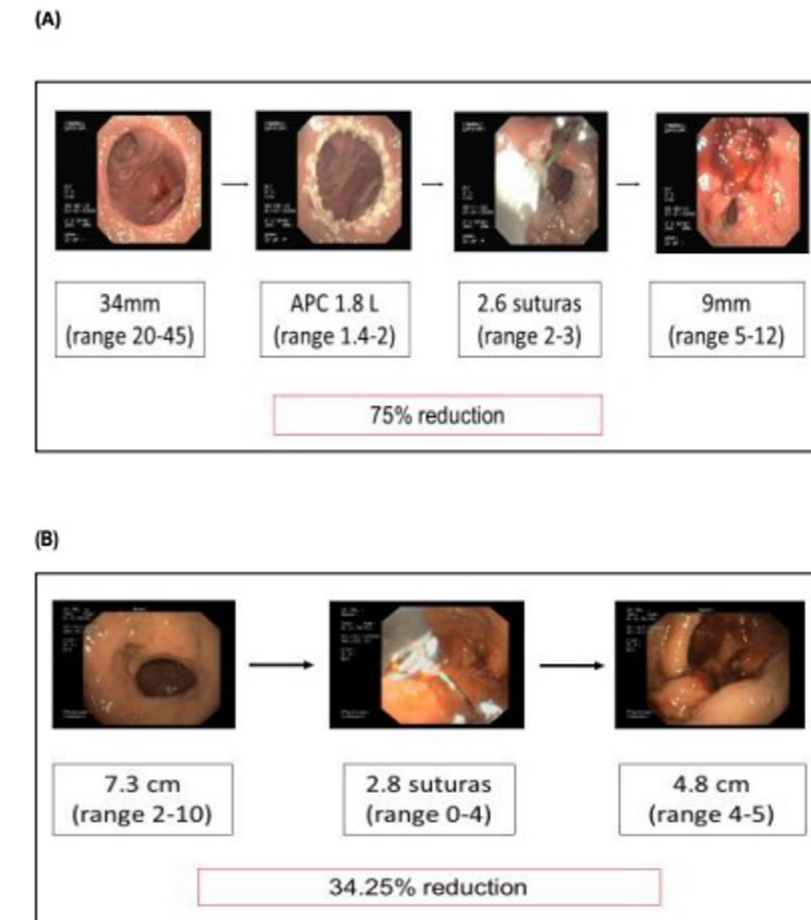 (A)
34mm
(range 20-45)
APC 1.8 L
(range 1.4-2)
2.6 suturas
(range 2-3)
9mm
(range 5-12)
75% reduction
(B)
7.3 cm
(range 2-10)
2.8 suturas
(range 0-4)
4.8 cm
(range 4-5)
34.25% reduction